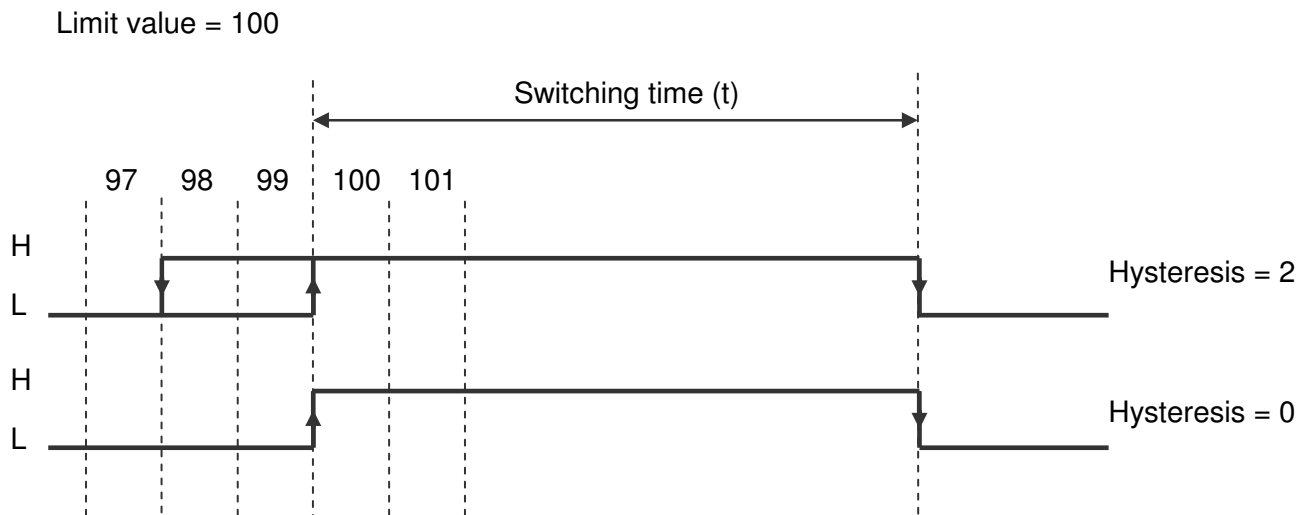 Limit value = 100
Switching time (t)
97 98 99 100 101
H
Hysteresis = 2
L
H
Hysteresis = 0
L